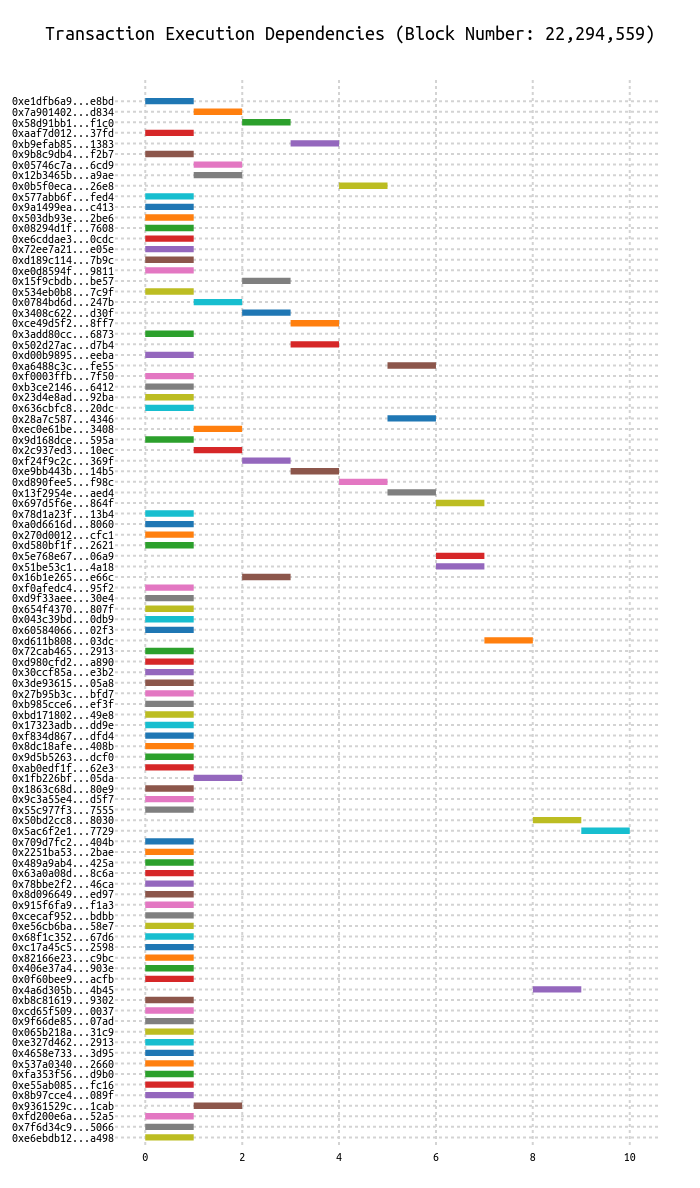 Transaction Execution Dependencies (Block Number: 22,294,559)
0xe1dfb6a9...e8bd
0x7a901402...d834
0x58d91bb1...f1c0
0xaaf7d012...37fd
0xb9efab85...1383
0x9b8c9db4...f2b7
0x05746c7a...6cd9
0x12b3465b...a9ae
0x0b5f0eca...26e8
0x577abb6f...fed4
0x9a1499ea...c413
0x503db93e...2be6
0x08294d1f...7608
0xe6cddae3...0cdc
0x72ee7a21...e05e
0xd189c114...7b9c
0xe0d8594f...9811
0x15f9cbdb...be57
0x534eb0b8...7c9f
0x0784bd6d...247b
0x3408c622...d30f
0xce49d5f2...8ff7
0x3add80cc...6873
0x502d27ac...d7b4
0xd00b9895...eeba
0xa6488c3c...fe55
0xf0003ffb...7f50
0xb3ce2146...6412
0x23d4e8ad...92ba
0x636cbfc8...20dc
0x28a7c587...4346
0xec0e61be...3408
0x9d168dce...595a
0x2c937ed3...10ec
0xf24f9c2c...369f
0xe9bb443b...14b5
0xd890fee5...f98c
0x13f2954e...aed4
0x697d5f6e...864f
0x78d1a23f...13b4
0xa0d6616d...8060
0x270d0012...cfc1
0xd580bf1f...2621
0x5e768e67...06a9
0x51be53c1...4a18
0x16b1e265...e66c
0xf0afedc4...95f2
0xd9f33aee...30e4
0x654f4370...807f
0x043c39bd...0db9
0x60584066...02f3
0xd611b808...03dc
0x72cab465...2913
0xd980cfd2...a890
0x30ccf85a...e3b2
0x3de93615...05a8
0x27b95b3c...bfd7
0xb985cce6...ef3f
0xbd171802...49e8
0x17323adb...dd9e
0xf834d867...dfd4
0x8dc18afe...408b
0x9d5b5263...dcf0
0xab0edf1f...62e3
0x1fb226bf...05da
0x1863c68d...80e9
0x9c3a55e4...d5f7
0x55c977f3...7555
0x50bd2cc8...8030
0x5ac6f2e1...7729
0x709d7fc2...404b
0x2251ba53...2bae
0x489a9ab4...425a
0x63a0a08d...8c6a
0x78bbe2f2...46ca
0x8d096649...ed97
0x915f6fa9...f1a3
0xcecaf952...bdbb
0xe56cb6ba...58e7
0x68f1c352...67d6
0xc17a45c5...2598
0x82166e23...c9bc
0x406e37a4...903e
0x0f60bee9...acfb
0x4a6d305b...4b45
0xb8c81619...9302
0xcd65f509...0037
0x9f66de85...07ad
0x065b218a...31c9
0xe327d462...2913
0x4658e733...3d95
0x537a0340...2660
0xfa353f56...d9b0
0xe55ab085...fc16
0x8b97cce4...089f
0x9361529c...1cab
0xfd200e6a...52a5
0x7f6d34c9...5066
0xe6ebdb12...a498
0 2 4 6 8 10